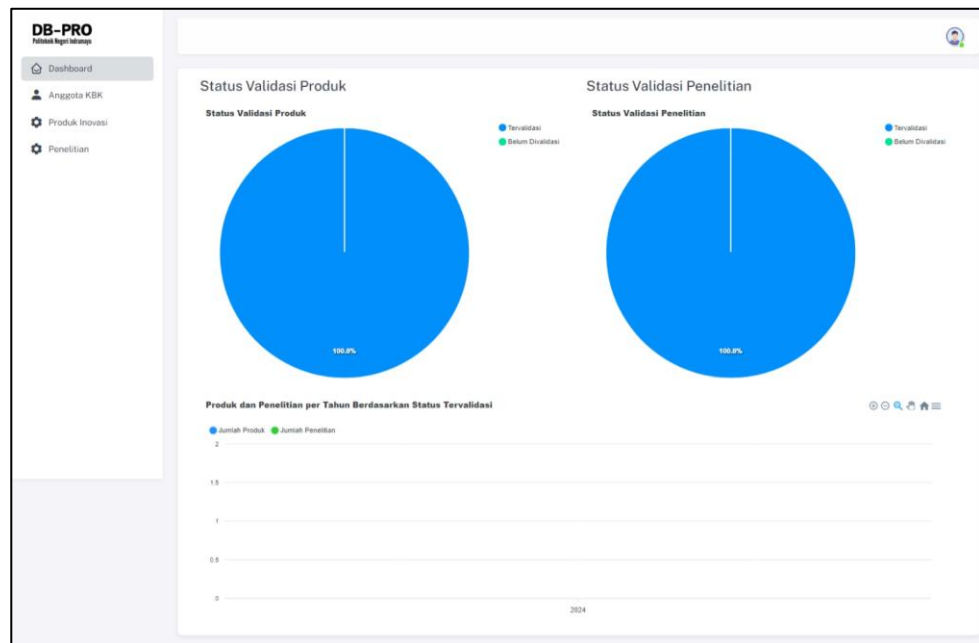 DB-PRO
Politeknik Negeri Indramayu
Dashboard
Anggota KBK
Produk Inovasi
Penelitian
Status Validasi Produk
Status Validasi Produk
Tervalidasi
Belum Divalidasi
100.0%
Status Validasi Penelitian
Status Validasi Penelitian
Tervalidasi
Belum Divalidasi
100.0%
Produk dan Penelitian per Tahun Berdasarkan Status Tervalidasi
Jumlah Produk Jumlah Penelitian
2
1.5
1
0.5
0
2024